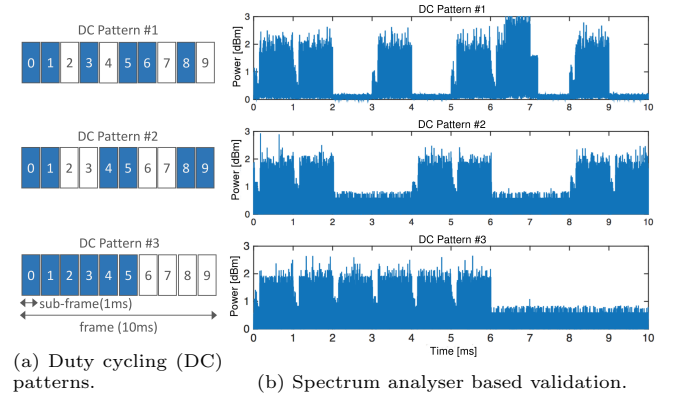 DC Pattern #1
0 1 2 3 4 5 6 7 8 9
DC Pattern #2
0 1 2 3 4 5 6 7 8 9
DC Pattern #3
0 1 2 3 4 5 6 7 8 9
sub-frame(1ms)
frame (10ms)
(a) Duty cycling (DC)
patterns.
DC Pattern #1
Power [dBm]
3
2
1
0
0 1 2 3 4 5 6 7 8 9 10
DC Pattern #2
Power [dBm]
3
2
1
0
0 1 2 3 4 5 6 7 8 9 10
DC Pattern #3
Power [dBm]
3
2
1
0
0 1 2 3 4 5 6 7 8 9 10
Time [ms]
(b) Spectrum analyser based validation.